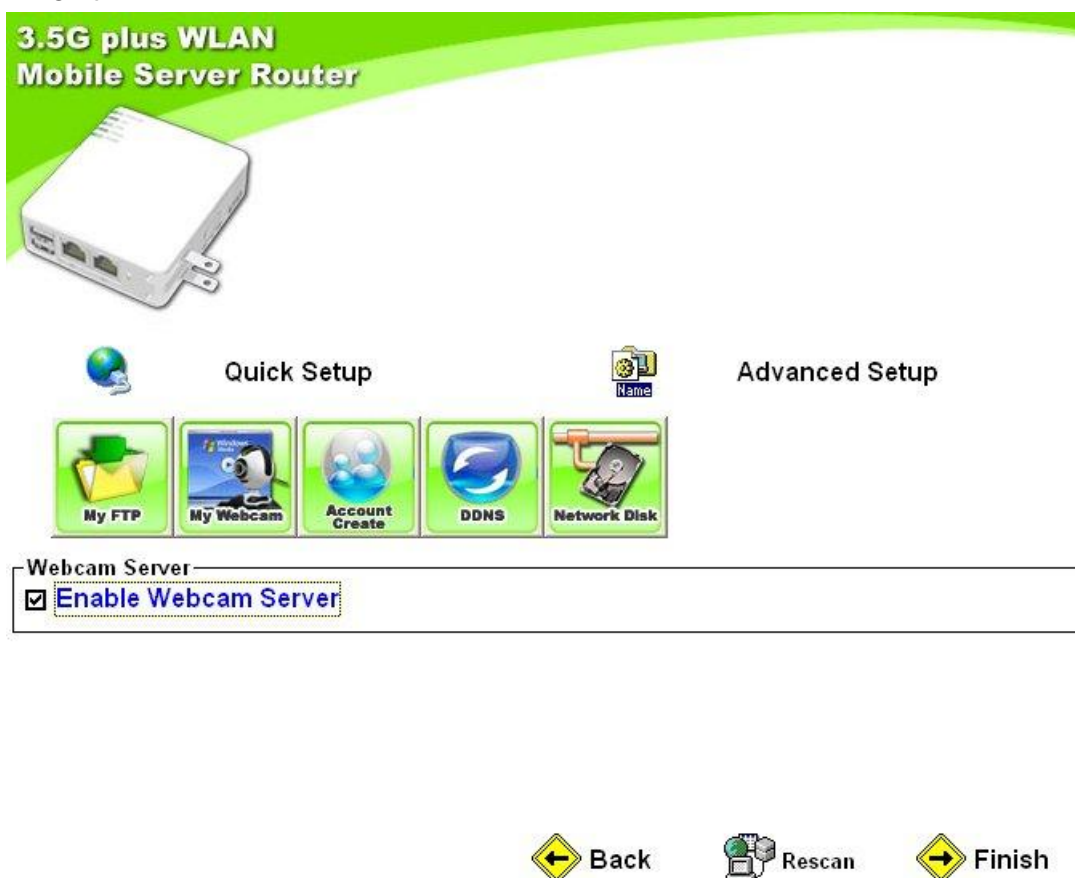 3.5G plus WLAN
Mobile Server Router
Quick Setup
Name
Advanced Setup
My FTP
My Webcam
Account
Create
DDNS
Network Disk
Webcam Server
Enable Webcam Server
Back
Rescan
Finish